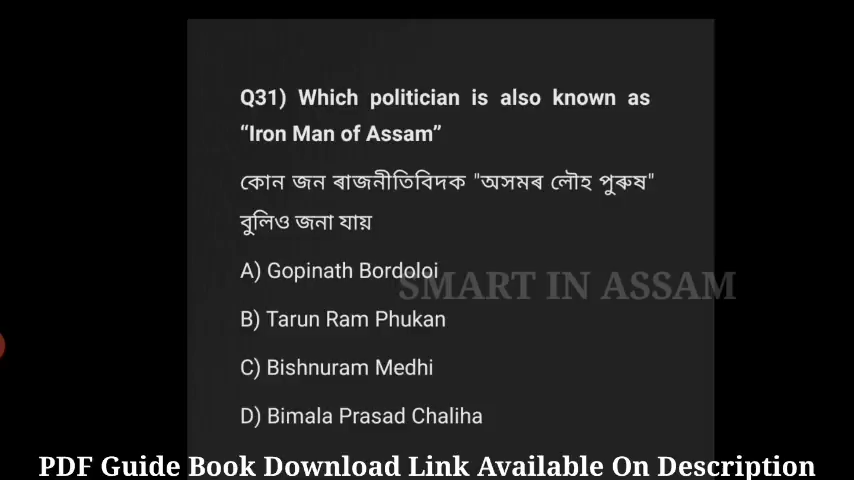 Q31) Which politician is also known as
“Iron Man of Assam”
কোন জন ৰাজনীতিবিদক "অসমৰ লৌহ পুৰুষ"
বুলিও জনা যায়
A) Gopinath Bordoloi
SMART IN ASSAM
B) Tarun Ram Phukan
C) Bishnuram Medhi
D) Bimala Prasad Chaliha
PDF Guide Book Download Link Available On Description